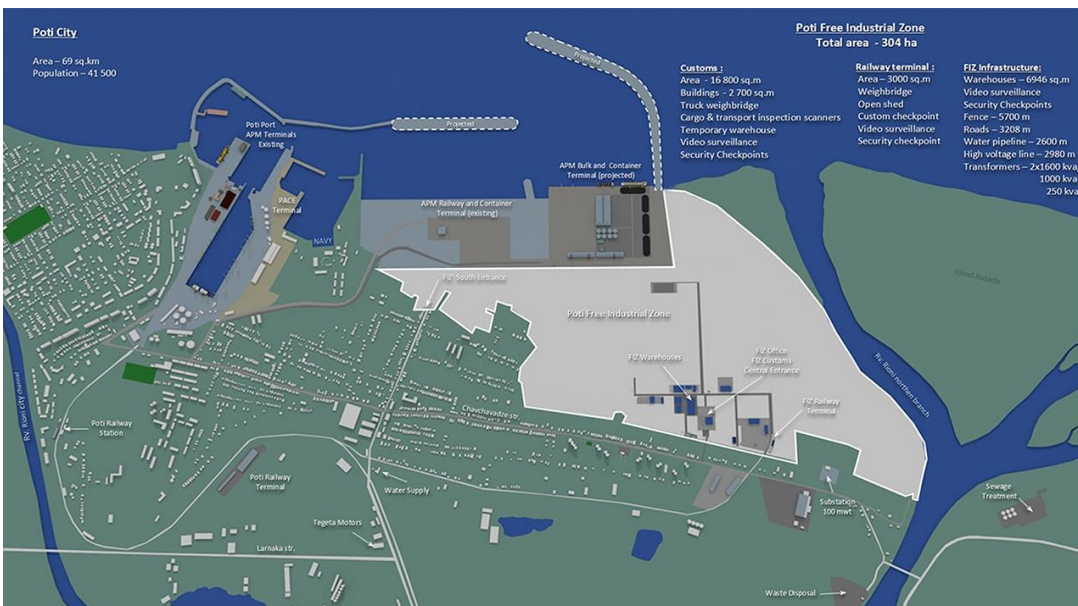 Poti City
Area – 69 sq.km
Population – 41 500
Poti Free Industrial Zone
Total area - 304 ha
Customs :
Area - 16 800 sq.m
Buildings - 2 700 sq.m
Truck weighbridge
Cargo & transport inspection scanners
Temporary warehouse
Video surveillance
Security Checkpoints
Railway terminal :
Area – 3000 sq.m
Weighbridge
Open shed
Custom checkpoint
Video surveillance
Security checkpoint
FIZ Infrastructure:
Warehouses – 6946 sq.m
Video surveillance
Security Checkpoints
Fence – 5700 m
Roads – 3208 m
Water pipeline – 2600 m
High voltage line – 2980 m
Transformers – 2x1600 kva,
1000 kva
250 kva
Projected
Projected
Poti Port
APM Terminals
Existing
PACE
Terminal
NAVY
APM Railway and Container
Terminal (existing)
APM Bulk and Container
Terminal (projected)
FIZ South Entrance
Poti Free Industrial Zone
FIZ Warehouses
FIZ Office
FIZ Customs
Central Entrance
FIZ Railway
Terminal
Rv. Rioni northen branch
Rv. Rioni City channel
Chavchavadze str.
Poti Railway
Station
Poti Railway
Terminal
Water Supply
Tegeta Motors
Larnaka str.
Substation
100 mwt
Sewage
Treatment
Waste Disposal